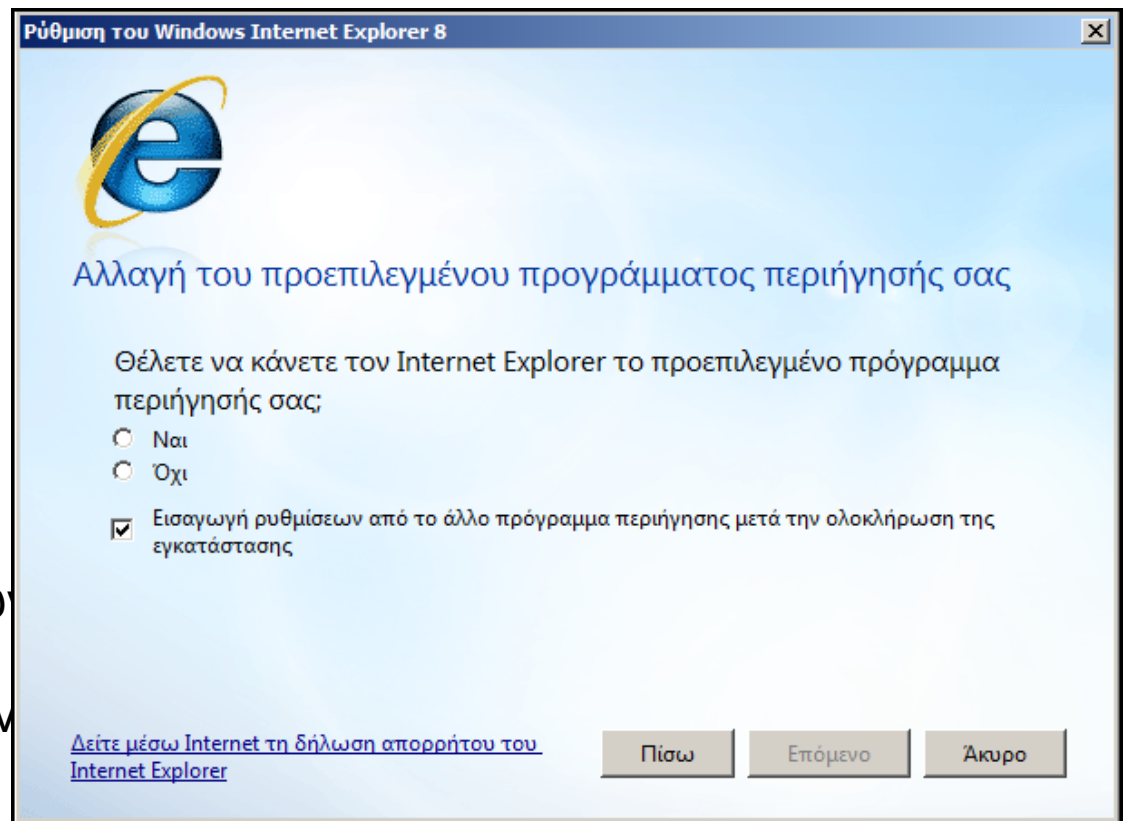 Ρύθμιση του Windows Internet Explorer 8
Αλλαγή του προεπιλεγμένου προγράμματος περιήγησής σας
Θέλετε να κάνετε τον Internet Explorer το προεπιλεγμένο πρόγραμμα
περιήγησής σας;
Ναι
Όχι
Εισαγωγή ρυθμίσεων από το άλλο πρόγραμμα περιήγησης μετά την ολοκλήρωση της
εγκατάστασης
Δείτε μέσω Internet τη δήλωση απορρήτου του
Internet Explorer
Πίσω
Επόμενο
Άκυρο